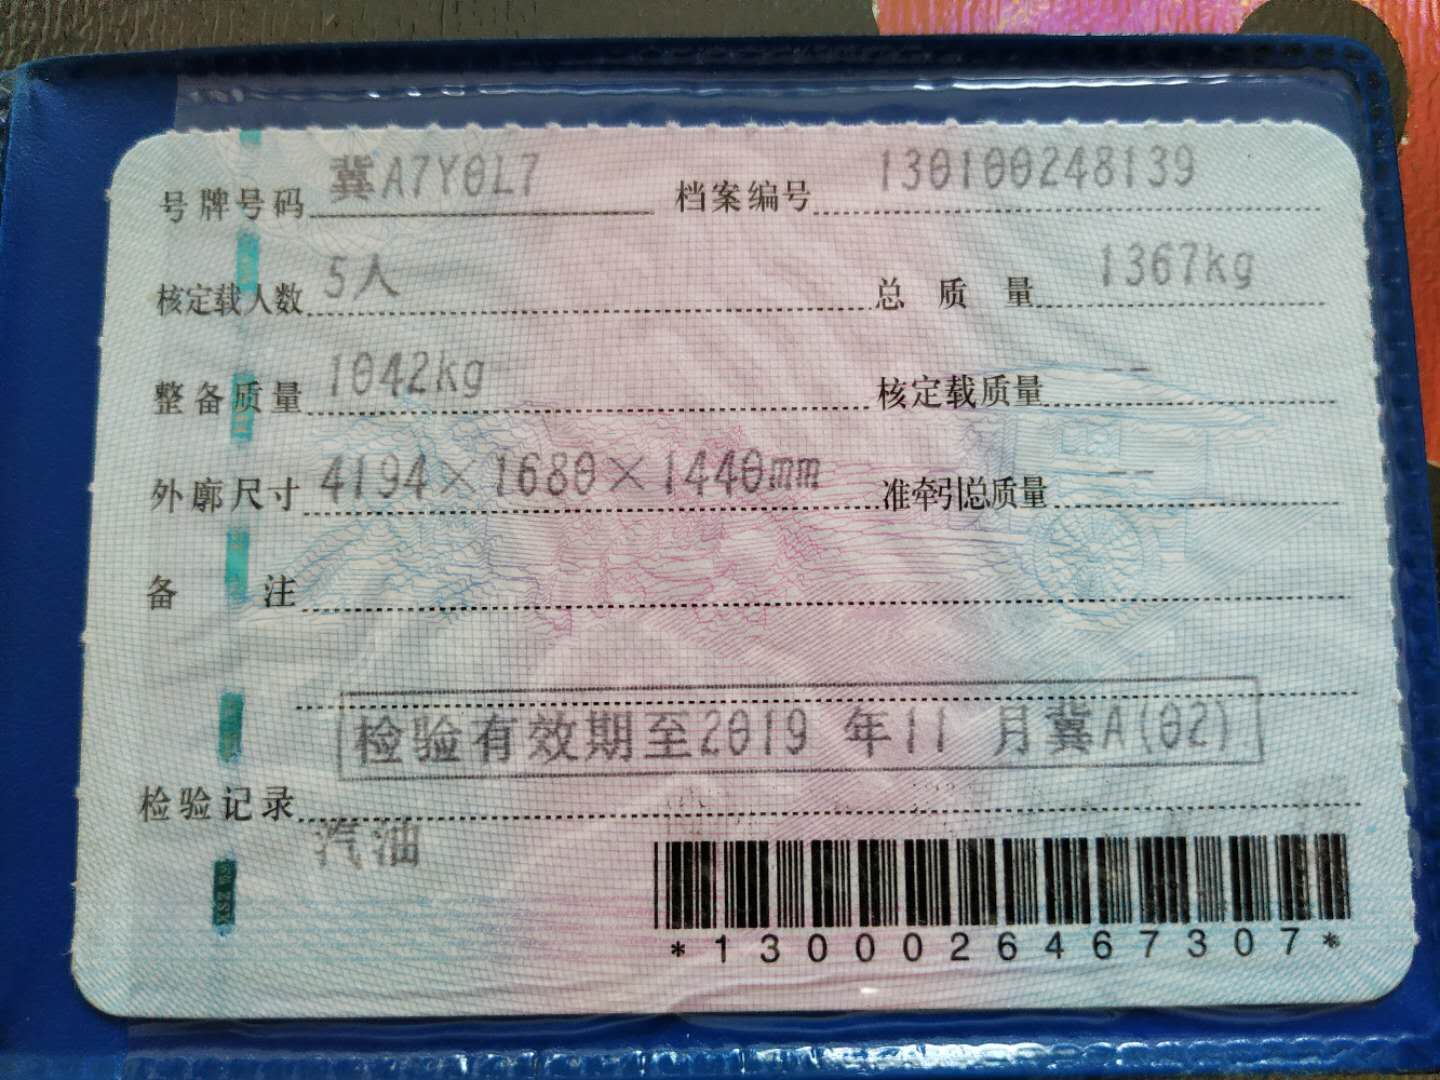 号牌号码 冀A7Y0L7 档案编号 130100248139
核定载人数 5人 总质量 1367kg
整备质量 1042kg 核定载质量 --
外廓尺寸 4194×1680×1440mm 准牵引总质量 --
备注
检验有效期至2019年11月冀A(02)
检验记录
汽油
*1300026467307*